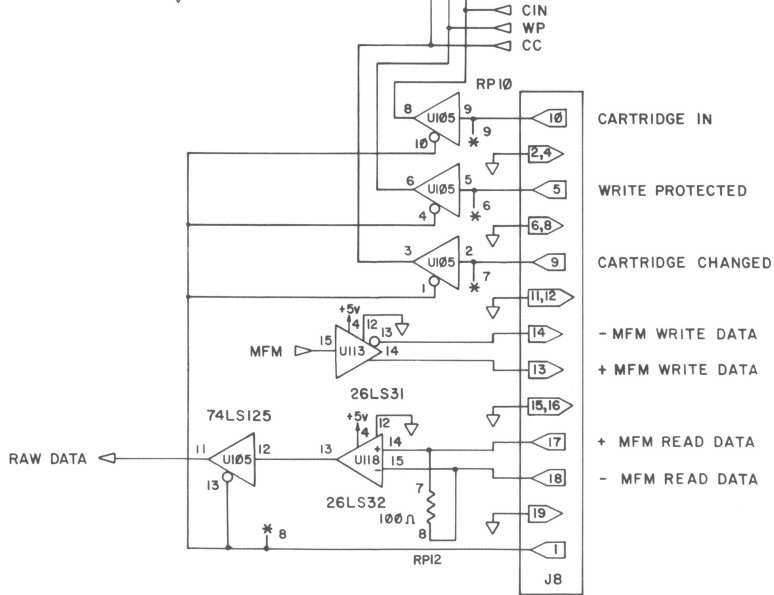 CIN
WP
CC
RP10
8 U105 9 10 CARTRIDGE IN
10 * 9
2,4
6 U105 5 5 WRITE PROTECTED
4 * 6
6,8
3 U105 2 9 CARTRIDGE CHANGED
1 * 7
11,12
+5v
4 12 13 14 - MFM WRITE DATA
MFM 15 U113 14 13 + MFM WRITE DATA
26LS31
15,16
74LS125 +5v
4 12
11 U105 12 13 U118 + 14 17 + MFM READ DATA
RAW DATA
- 15 18 - MFM READ DATA
13 26LS32 7
100Ω 19
* 8 8
RP12 1
J8